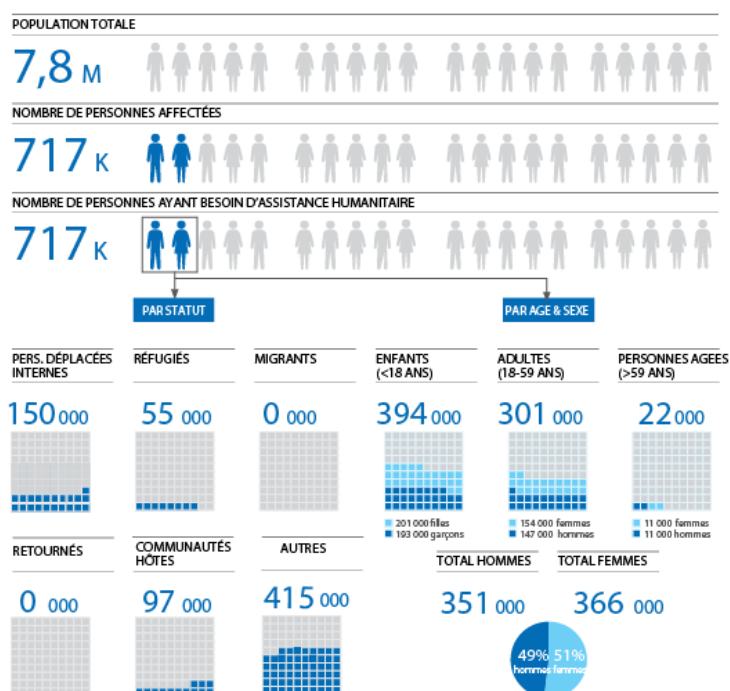 POPULATION TOTALE
7,8 M
NOMBRE DE PERSONNES AFFECTÉES
717 K
NOMBRE DE PERSONNES AYANT BESOIN D'ASSISTANCE HUMANITAIRE
717 K
PAR STATUT
PAR AGE & SEXE
PERS. DÉPLACÉES
INTERNES
150 000
RÉFUGIÉS
55 000
MIGRANTS
0 000
ENFANTS
(<18 ANS)
394 000
201 000 filles
193 000 garçons
ADULTES
(18-59 ANS)
301 000
154 000 femmes
147 000 hommes
PERSONNES AGEES
(>59 ANS)
22 000
11 000 femmes
11 000 hommes
RETOURNÉS
0 000
COMMUNAUTÉS
HÔTES
97 000
AUTRES
415 000
TOTAL HOMMES
351 000
TOTAL FEMMES
366 000
49% 51%
hommes femmes